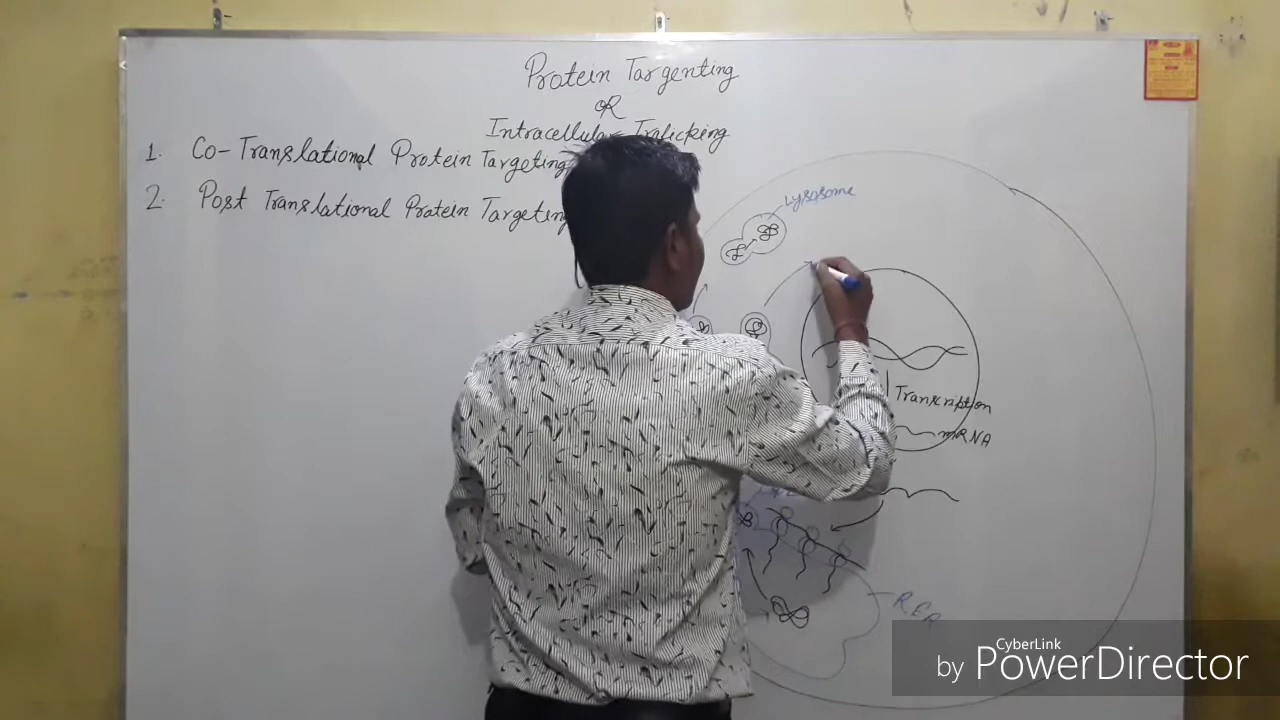 Protein Targenting
OR
Intracellular Traficking
1. Co-Translational Protein Targeting
2. Post Translational Protein Targeting
Lysosome
Transcription
mRNA
RER
CyberLink
by PowerDirector